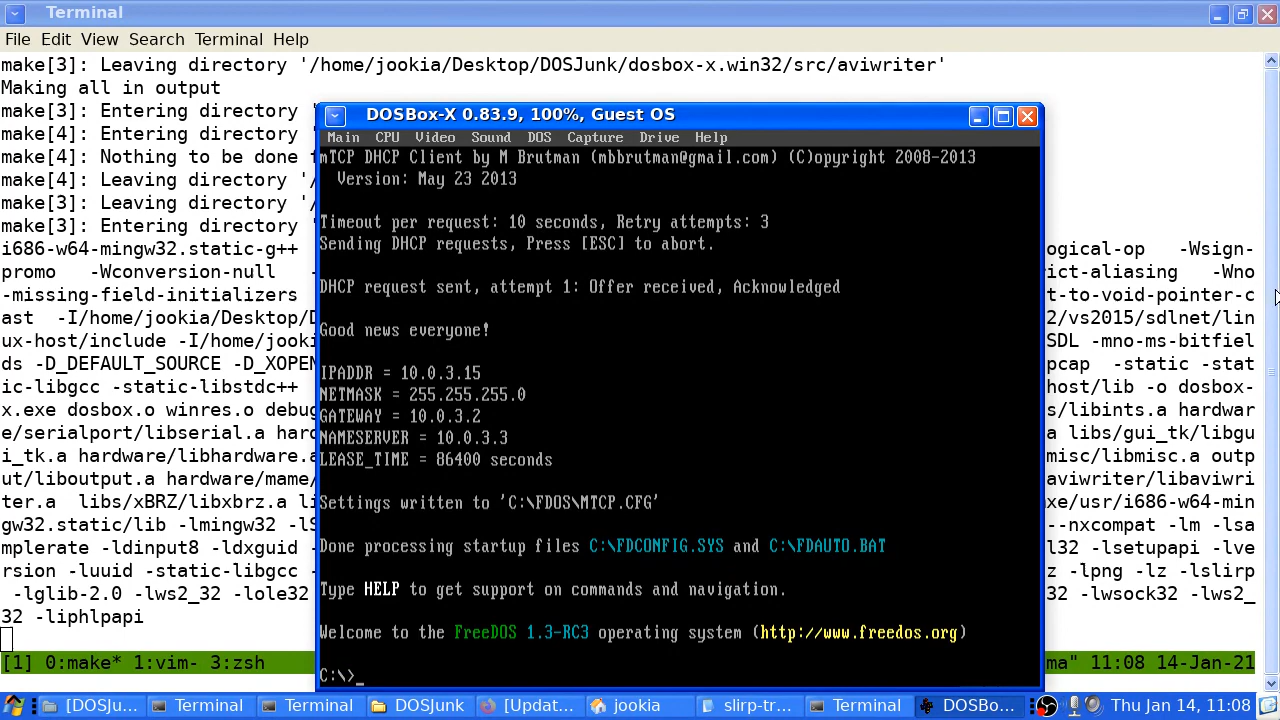 Terminal
File Edit View Search Terminal Help
make[3]: Leaving directory '/home/jookia/Desktop/DOSJunk/dosbox-x.win32/src/aviwriter'
Making all in output
make[3]: Entering directory '
make[4]: Entering directory '
make[4]: Nothing to be done f
make[4]: Leaving directory '/
make[3]: Leaving directory '/
make[3]: Entering directory '
i686-w64-mingw32.static-g++ ogical-op -Wsign-
promo -Wconversion-null - ict-aliasing -Wno
-missing-field-initializers t-to-void-pointer-c
ast -I/home/jookia/Desktop/D 2/vs2015/sdlnet/lin
ux-host/include -I/home/jook SDL -mno-ms-bitfiel
ds -D_DEFAULT_SOURCE -D_XOPEN pcap -static -stat
ic-libgcc -static-libstdc++ host/lib -o dosbox-
x.exe dosbox.o winres.o debug s/libints.a hardwar
e/serialport/libserial.a hard a libs/gui_tk/libgu
i_tk.a hardware/libhardware.a misc/libmisc.a outp
ut/liboutput.a hardware/mame/ aviwriter/libaviwri
ter.a libs/xBRZ/libxbrz.a li xe/usr/i686-w64-min
gw32.static/lib -lmingw32 -lS --nxcompat -lm -lsa
mplerate -ldinput8 -ldxguid - l32 -lsetupapi -lve
rsion -luuid -static-libgcc - z -lpng -lz -lslirp
-lglib-2.0 -lws2_32 -lole32 -lwsock32 -lws2_
32 -liphlpapi
DOSBox-X 0.83.9, 100%, Guest OS
Main CPU Video Sound DOS Capture Drive Help
mTCP DHCP Client by M Brutman (mbbrutman@gmail.com) (C)opyright 2008-2013
Version: May 23 2013
Timeout per request: 10 seconds, Retry attempts: 3
Sending DHCP requests, Press [ESC] to abort.
DHCP request sent, attempt 1: Offer received, Acknowledged
Good news everyone!
IPADDR = 10.0.3.15
NETMASK = 255.255.255.0
GATEWAY = 10.0.3.2
NAMESERVER = 10.0.3.3
LEASE_TIME = 86400 seconds
Settings written to 'C:\FDOS\MTCP.CFG'
Done processing startup files C:\FDCONFIG.SYS and C:\FDAUTO.BAT
Type HELP to get support on commands and navigation.
Welcome to the FreeDOS 1.3-RC3 operating system (http://www.freedos.org)
C:\>_
[1] 0:make* 1:vim- 3:zsh ma" 11:08 14-Jan-21
[DOSJu... Terminal Terminal DOSJunk [Updat... jookia slirp-tr... Terminal DOSBo... Thu Jan 14, 11:08